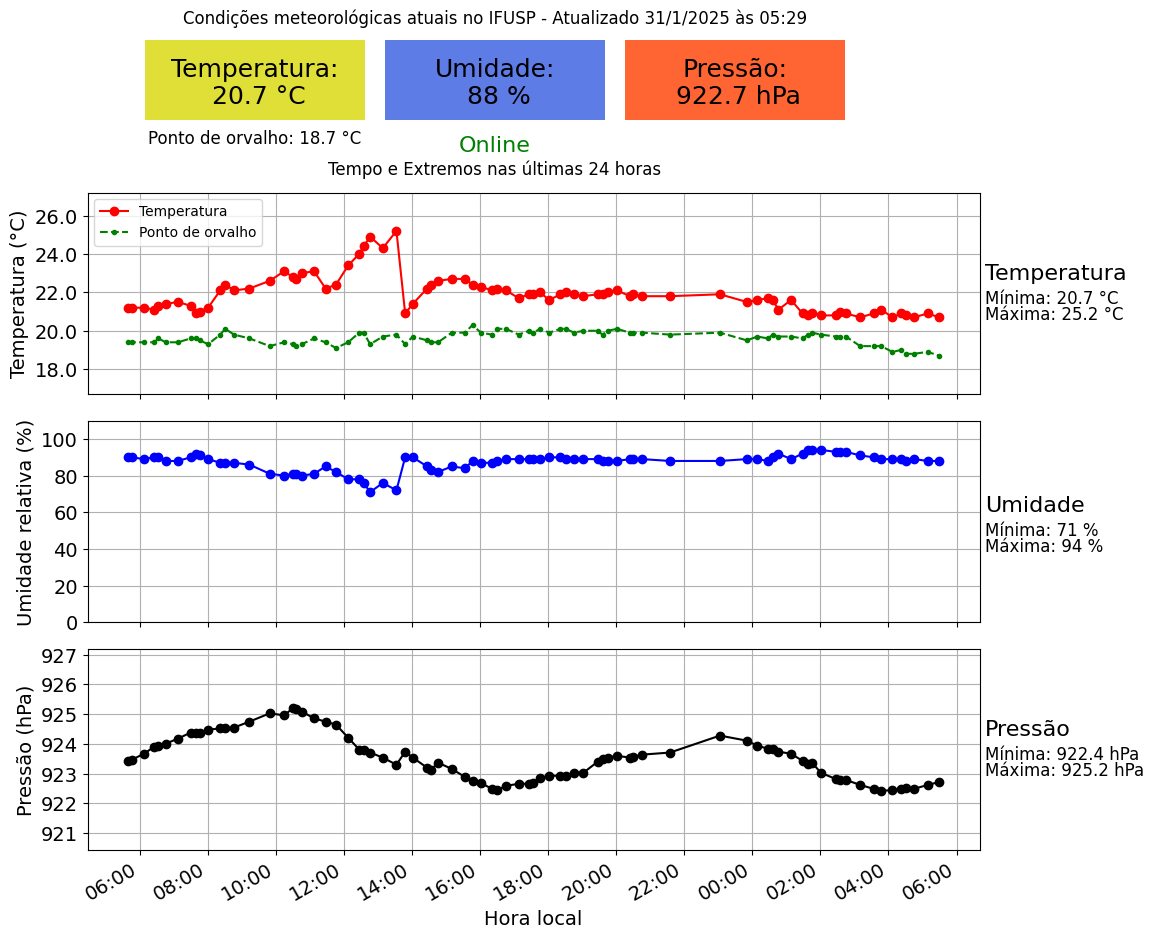 Condições meteorológicas atuais no IFUSP - Atualizado 31/1/2025 às 05:29
Temperatura:
20.7 °C
Umidade:
88 %
Pressão:
922.7 hPa
Ponto de orvalho: 18.7 °C
Online
Tempo e Extremos nas últimas 24 horas
Temperatura (°C)
26.0
24.0
22.0
20.0
18.0
Temperatura
Ponto de orvalho
Temperatura
Mínima: 20.7 °C
Máxima: 25.2 °C
Umidade relativa (%)
100
80
60
40
20
0
Umidade
Mínima: 71 %
Máxima: 94 %
Pressão (hPa)
927
926
925
924
923
922
921
Pressão
Mínima: 922.4 hPa
Máxima: 925.2 hPa
06:00 08:00 10:00 12:00 14:00 16:00 18:00 20:00 22:00 00:00 02:00 04:00 06:00
Hora local